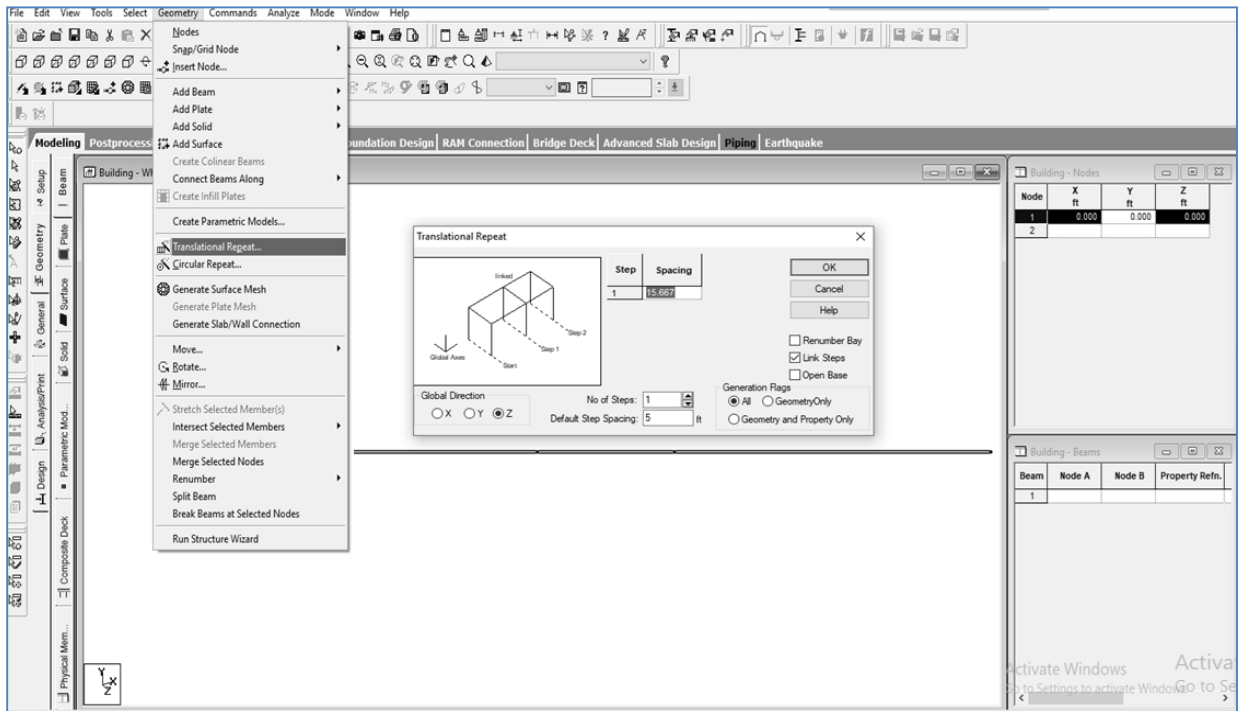 File Edit View Tools Select Geometry Commands Analyze Mode Window Help
Nodes
Snap/Grid Node
Insert Node...
Add Beam
Add Plate
Add Solid
Add Surface
Create Colinear Beams
Connect Beams Along
Create Infill Plates
Create Parametric Models...
Translational Repeat...
Circular Repeat...
Generate Surface Mesh
Generate Plate Mesh
Generate Slab/Wall Connection
Move...
Rotate...
Mirror...
Stretch Selected Member(s)
Intersect Selected Members
Merge Selected Members
Merge Selected Nodes
Renumber
Split Beam
Break Beams at Selected Nodes
Run Structure Wizard
Modeling Postprocessi oundation Design RAM Connection Bridge Deck Advanced Slab Design Piping Earthquake
Setup
Geometry
General
Analysis/Print
Design
Beam
Plate
Surface
Solid
Parametric Mod...
Composite Deck
Physical Mem...
Building - Wh
Translational Repeat
linked
Step 2
Step 1
Start
Global Axes
Step Spacing
1 15.667
OK
Cancel
Help
Renumber Bay
Link Steps
Open Base
Global Direction
X Y Z
No of Steps: 1
Default Step Spacing: 5 ft
Generation Flags
All GeometryOnly
Geometry and Property Only
Building - Nodes
Node X ft Y ft Z ft
1 0.000 0.000 0.000
2
Building - Beams
Beam Node A Node B Property Refn.
1
Y
X
Z
Activate Windows
Go to Settings to activate Windows.
Activa
Go to Se